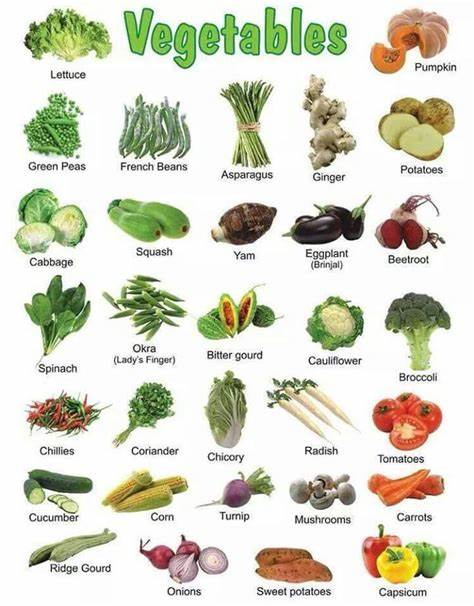 Vegetables
Lettuce
Pumpkin
Green Peas
French Beans
Asparagus
Ginger
Potatoes
Cabbage
Squash
Yam
Eggplant
(Brinjal)
Beetroot
Spinach
Okra
(Lady's Finger)
Bitter gourd
Cauliflower
Broccoli
Chillies
Coriander
Chicory
Radish
Tomatoes
Cucumber
Corn
Turnip
Mushrooms
Carrots
Ridge Gourd
Onions
Sweet potatoes
Capsicum